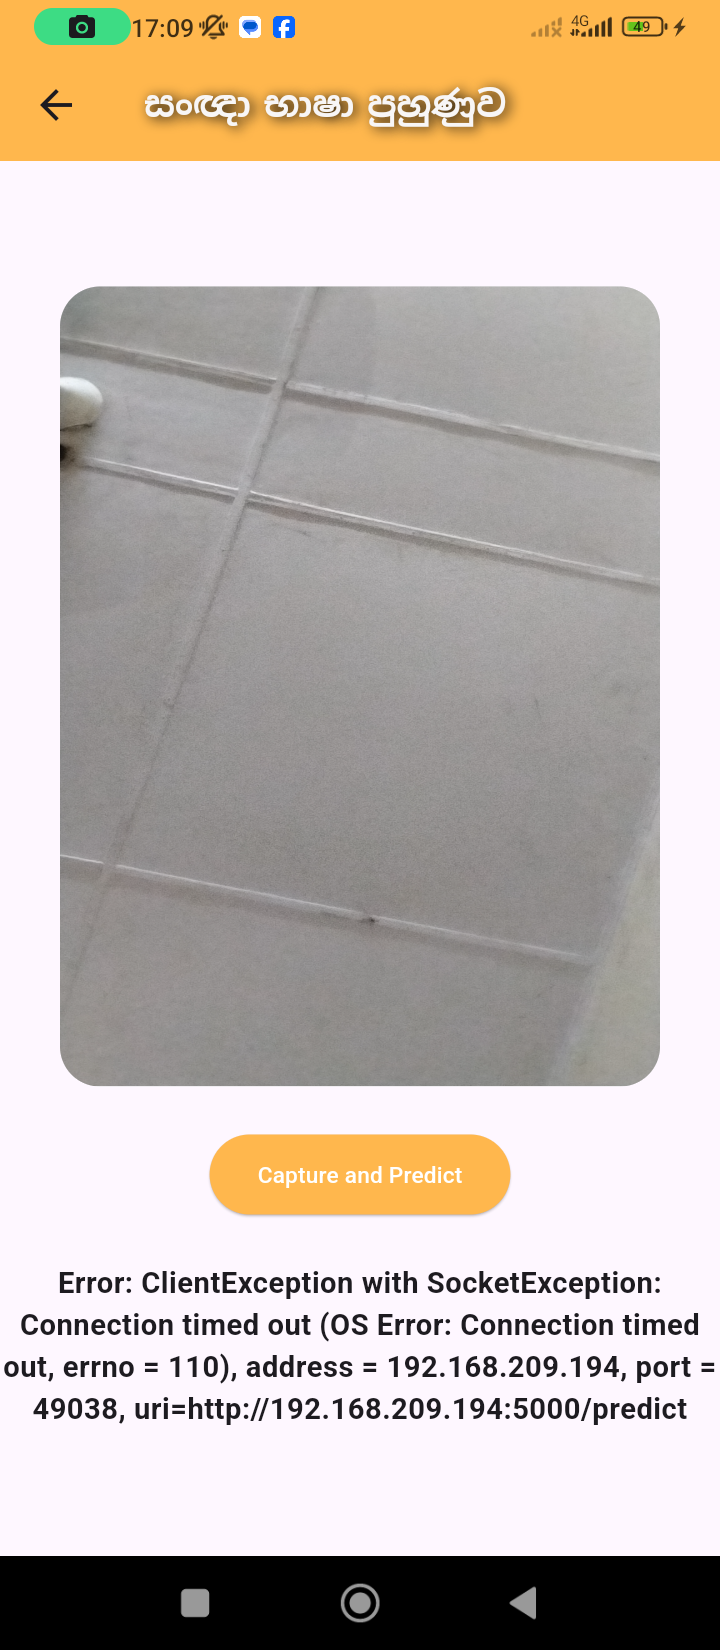 17:09
4G
49
සංඥා භාෂා පුහුණුව
Capture and Predict
Error: ClientException with SocketException:
Connection timed out (OS Error: Connection timed
out, errno = 110), address = 192.168.209.194, port =
49038, uri=http://192.168.209.194:5000/predict